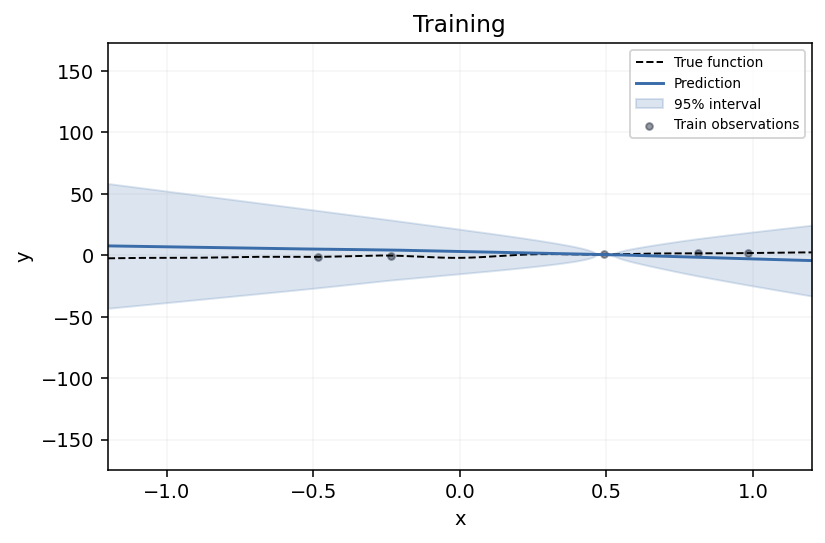 Training
150
100
50
0
−50
−100
−150
y
−1.0
−0.5
0.0
0.5
1.0
x
True function
Prediction
95% interval
Train observations